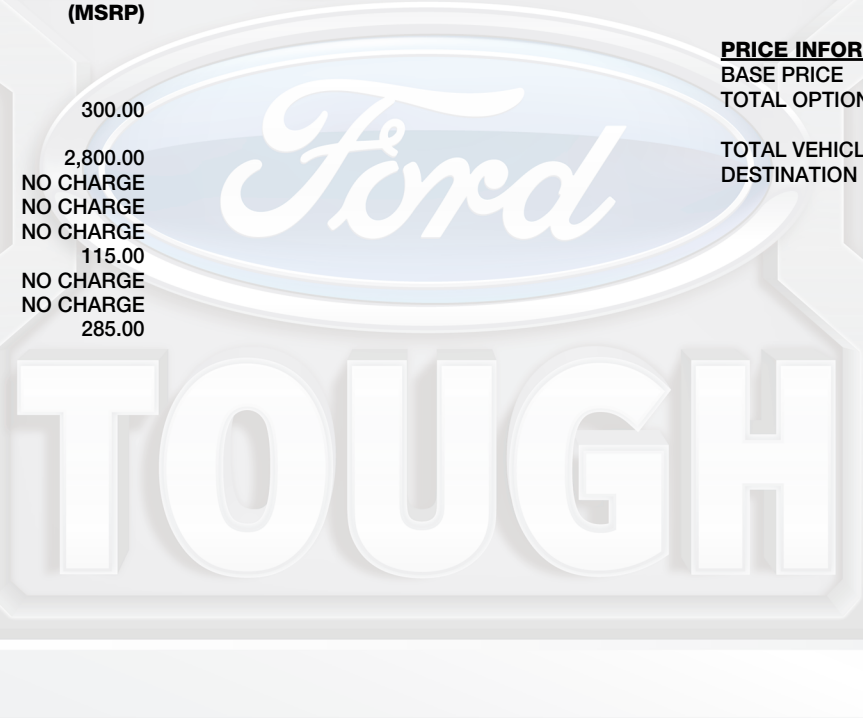 (MSRP)
300.00
2,800.00
NO CHARGE
NO CHARGE
NO CHARGE
115.00
NO CHARGE
NO CHARGE
285.00
PRICE INFOR
BASE PRICE
TOTAL OPTION
TOTAL VEHICL
DESTINATION
Ford
TOUGH